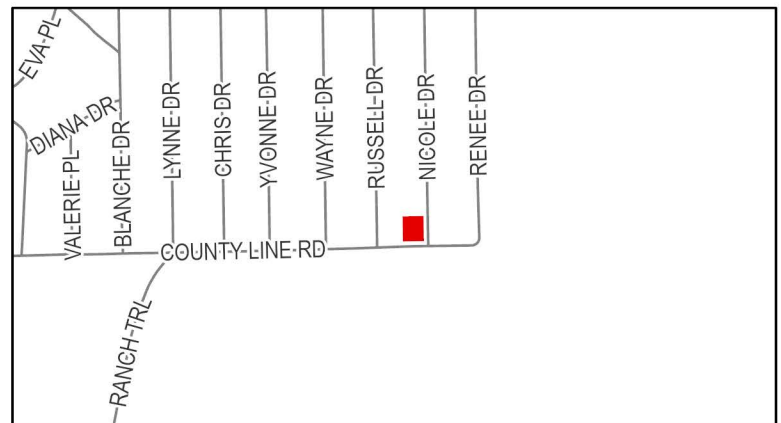 EVA PL
DIANA DR
VALERIE PL
BLANCHE DR
LYNNE DR
CHRIS DR
YVONNE DR
WAYNE DR
RUSSELL DR
NICOLE DR
RENEE DR
COUNTY LINE RD
RANCH TRL